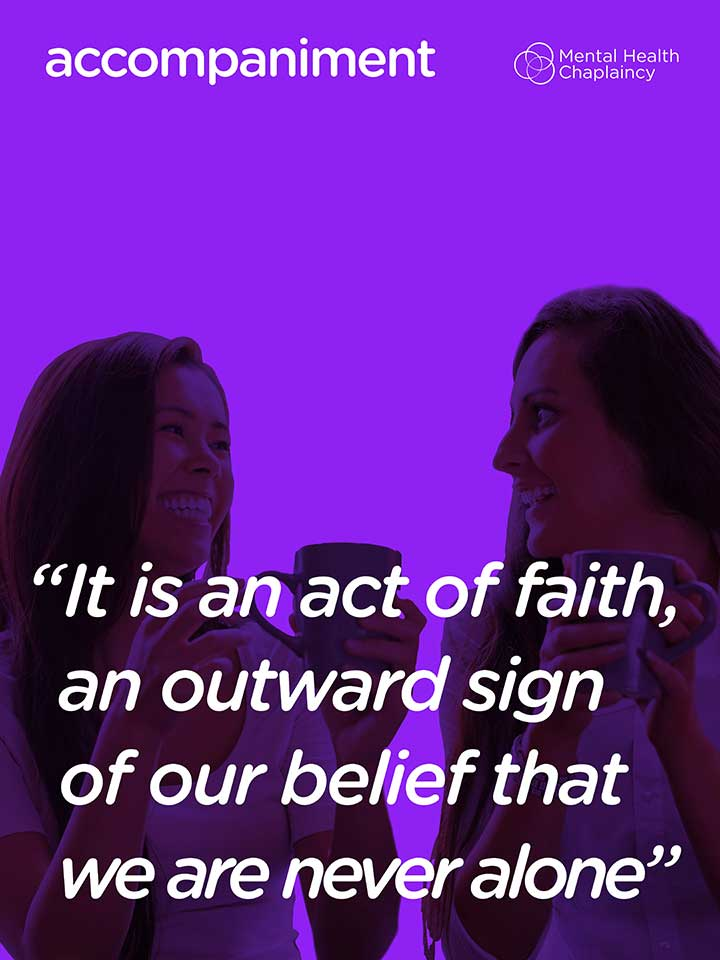 accompaniment
Mental Health
Chaplaincy
“It is an act of faith,
an outward sign
of our belief that
we are never alone”